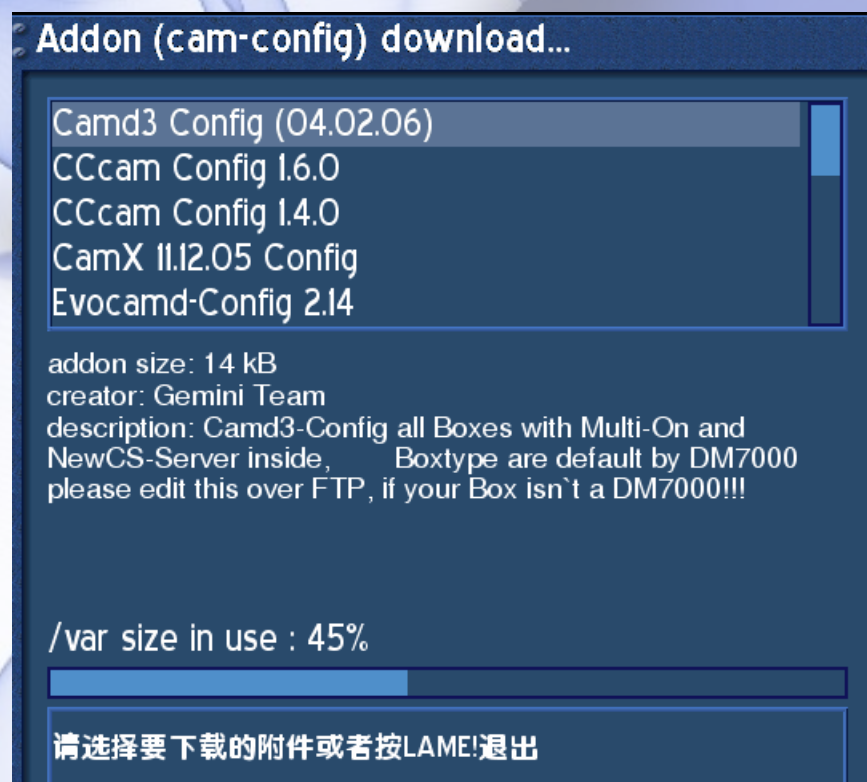 Addon (cam-config) download...
Camd3 Config (04.02.06)
CCcam Config 1.6.0
CCcam Config 1.4.0
CamX 11.12.05 Config
Evocamd-Config 2.14
addon size: 14 kB
creator: Gemini Team
description: Camd3-Config all Boxes with Multi-On and
NewCS-Server inside, Boxtype are default by DM7000
please edit this over FTP, if your Box isn`t a DM7000!!!
/var size in use : 45%
请选择要下载的附件或者按LAME!退出